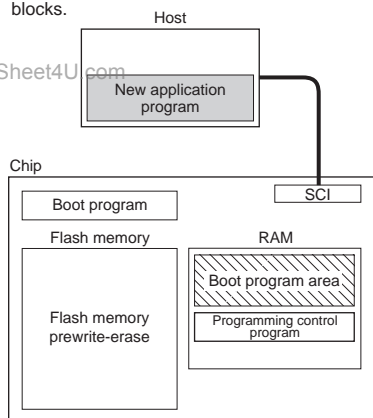 blocks.
Host
Sheet4U.com
New application
program
Chip
SCI
Boot program
Flash memory
RAM
Boot program area
Flash memory
prewrite-erase
Programming control
program